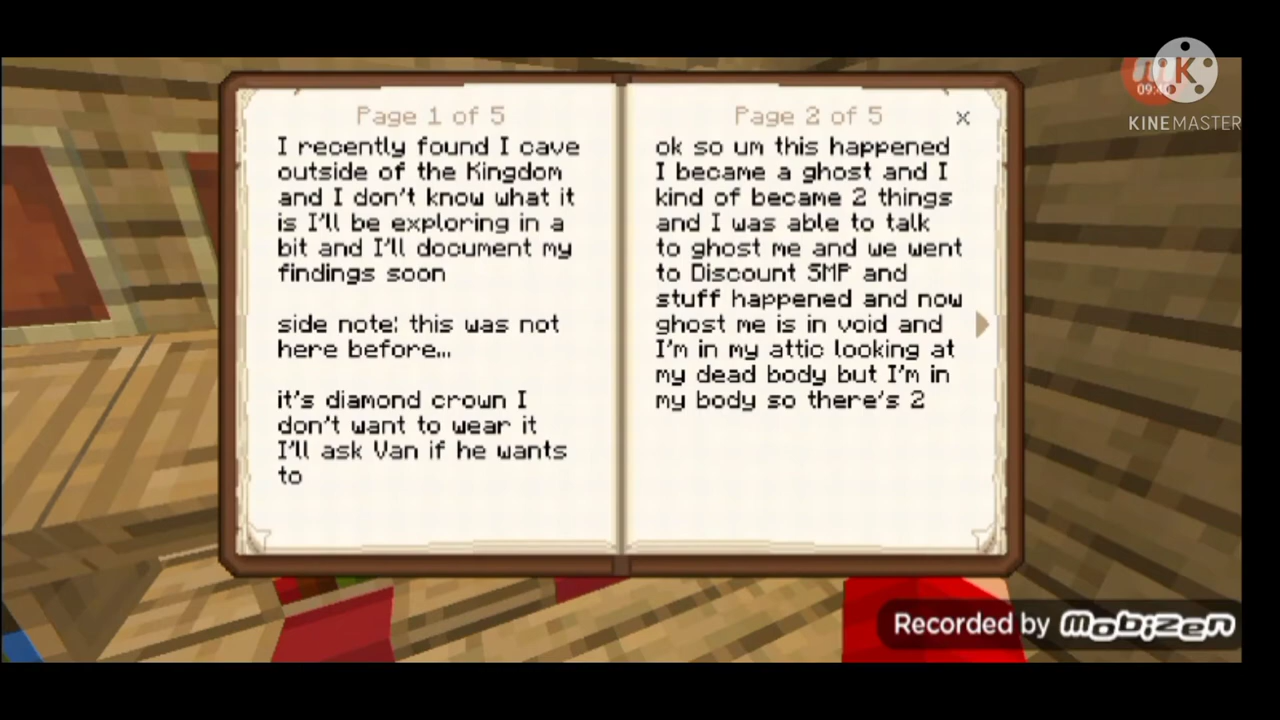 Page 1 of 5
I recently found I cave
outside of the Kingdom
and I don't know what it
is I'll be exploring in a
bit and I'll document my
findings soon
side note: this was not
here before...
it's diamond crown I
don't want to wear it
I'll ask Van if he wants
to
Page 2 of 5
x
ok so um this happened
I became a ghost and I
kind of became 2 things
and I was able to talk
to ghost me and we went
to Discount SMP and
stuff happened and now
ghost me is in void and
I'm in my attic looking at
my dead body but I'm in
my body so there's 2
K
KINEMASTER
Recorded by Mobizen